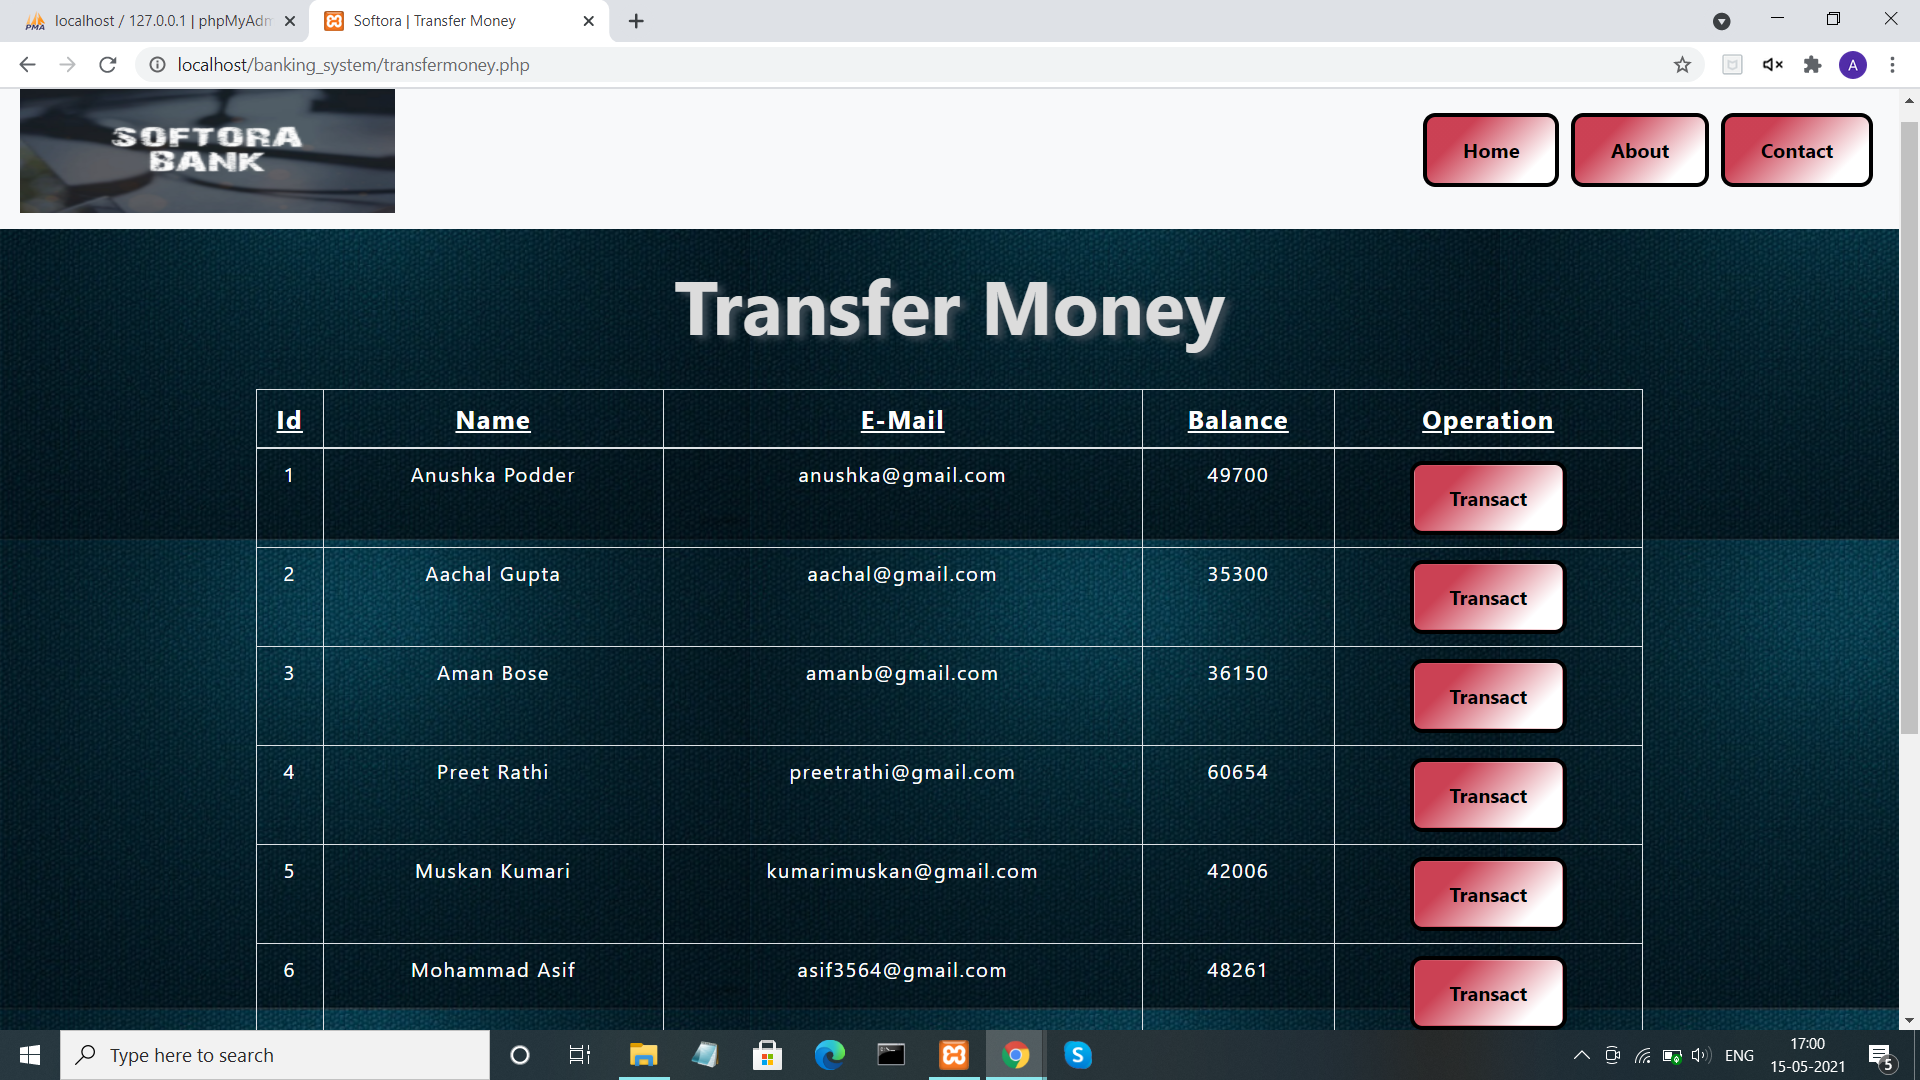 localhost / 127.0.0.1 | phpMyAdm
Softora | Transfer Money
localhost/banking_system/transfermoney.php
A
SOFTORA
BANK
Home About Contact
Transfer Money
Id Name E-Mail Balance Operation
1 Anushka Podder anushka@gmail.com 49700 Transact
2 Aachal Gupta aachal@gmail.com 35300 Transact
3 Aman Bose amanb@gmail.com 36150 Transact
4 Preet Rathi preetrathi@gmail.com 60654 Transact
5 Muskan Kumari kumarimuskan@gmail.com 42006 Transact
6 Mohammad Asif asif3564@gmail.com 48261 Transact
Type here to search
ENG
17:00
15-05-2021
5